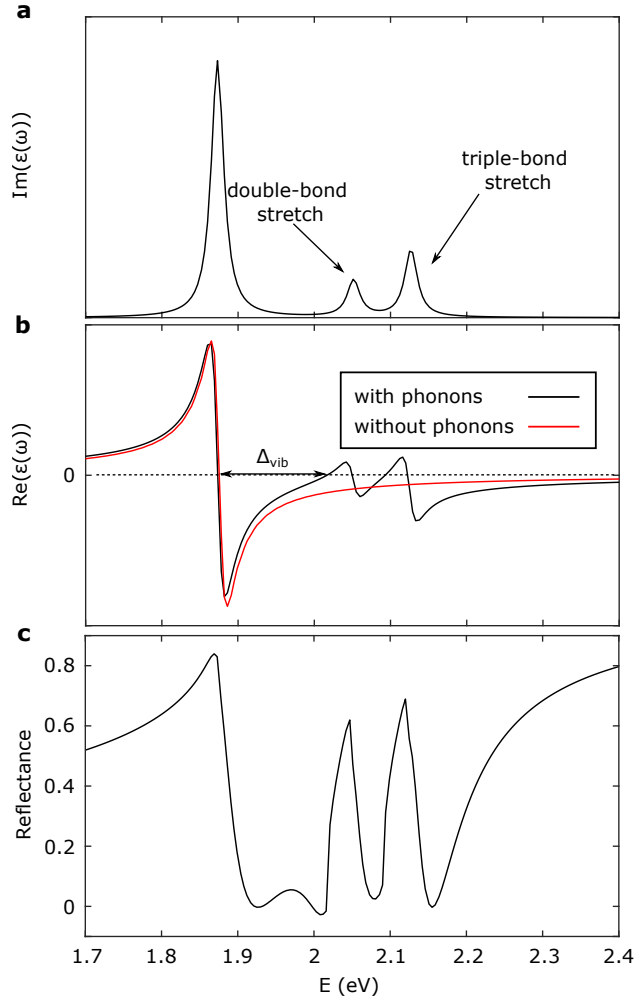 a
Im(ε(ω))
double-bond
stretch
triple-bond
stretch
b
Re(ε(ω))
0
Δvib
with phonons
without phonons
c
Reflectance
0.8
0.6
0.4
0.2
0
1.7 1.8 1.9 2 2.1 2.2 2.3 2.4
E (eV)